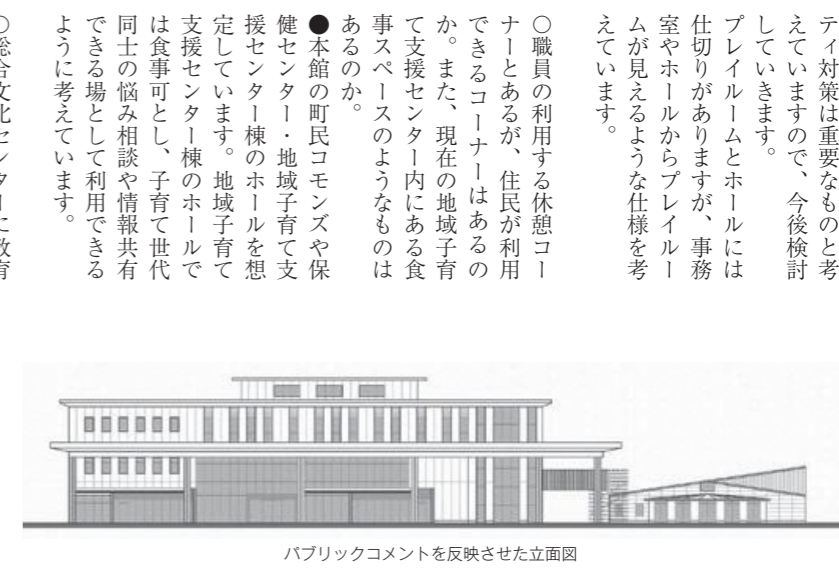 ティ対策は重要なものと考
えていますので、今後検討
していきます。
プレイルームとホールには
仕切りがありますが、事務
室やホールからプレイルー
ムが見えるような仕様を考
えています。
○職員の利用する休憩コー
ナーとあるが、住民が利用
できるコーナーはあるの
か。また、現在の地域子育
て支援センター内にある食
事スペースのようなものは
あるのか。
●本館の町民コモンズや保
健センター・地域子育て支
援センター棟のホールを想
定しています。地域子育て
支援センター棟のホールで
は食事可とし、子育て世代
同士の悩み相談や情報共有
できる場として利用できる
ように考えています。
○総合文化センターに教育
パブリックコメントを反映させた立面図